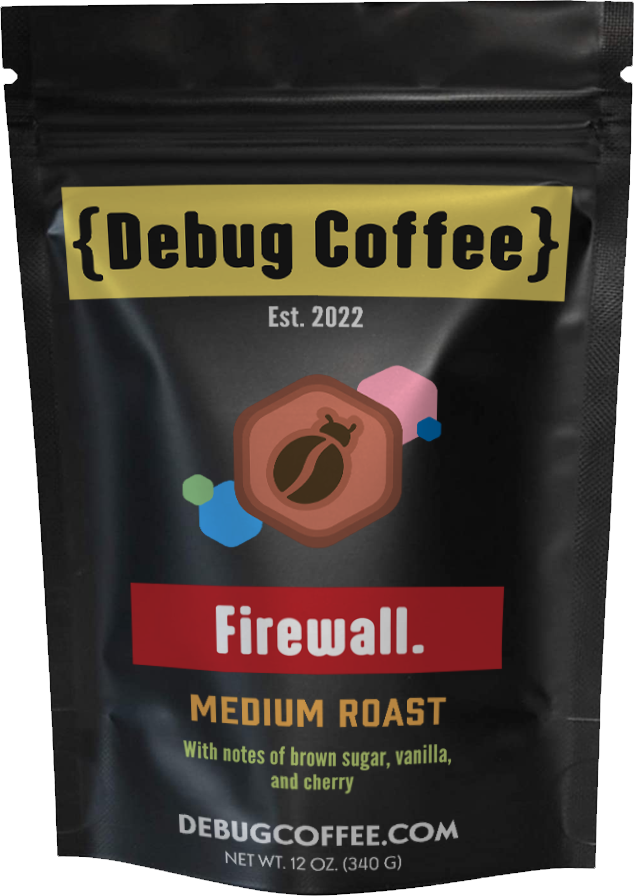 {Debug Coffee}
Est. 2022
Firewall.
MEDIUM ROAST
With notes of brown sugar, vanilla,
and cherry
DEBUGCOFFEE.COM
NET WT. 12 OZ. (340 G)